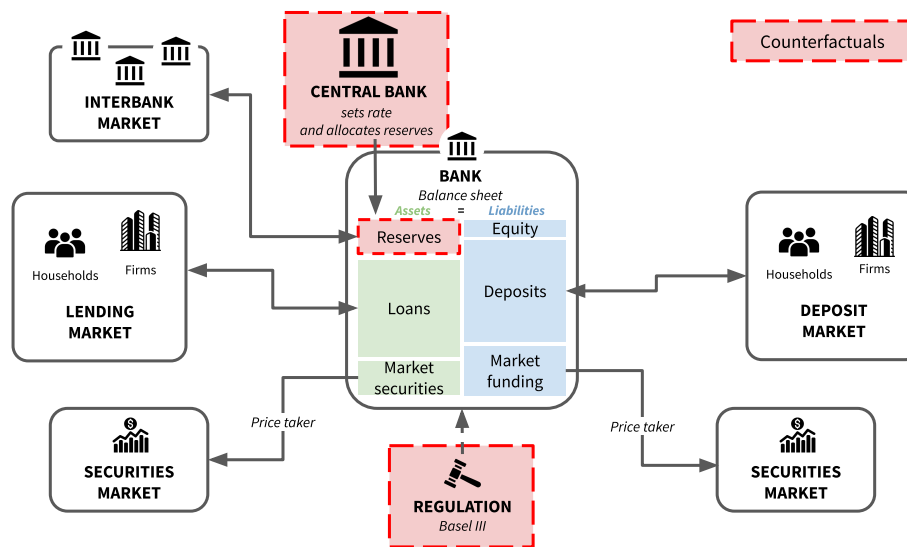 Counterfactuals
INTERBANK
MARKET
CENTRAL BANK
sets rate
and allocates reserves
BANK
Balance sheet
Assets = Liabilities
Reserves
Loans
Market
securities
Equity
Deposits
Market
funding
Households
Firms
LENDING
MARKET
Households
Firms
DEPOSIT
MARKET
Price taker
Price taker
$
SECURITIES
MARKET
REGULATION
Basel III
$
SECURITIES
MARKET